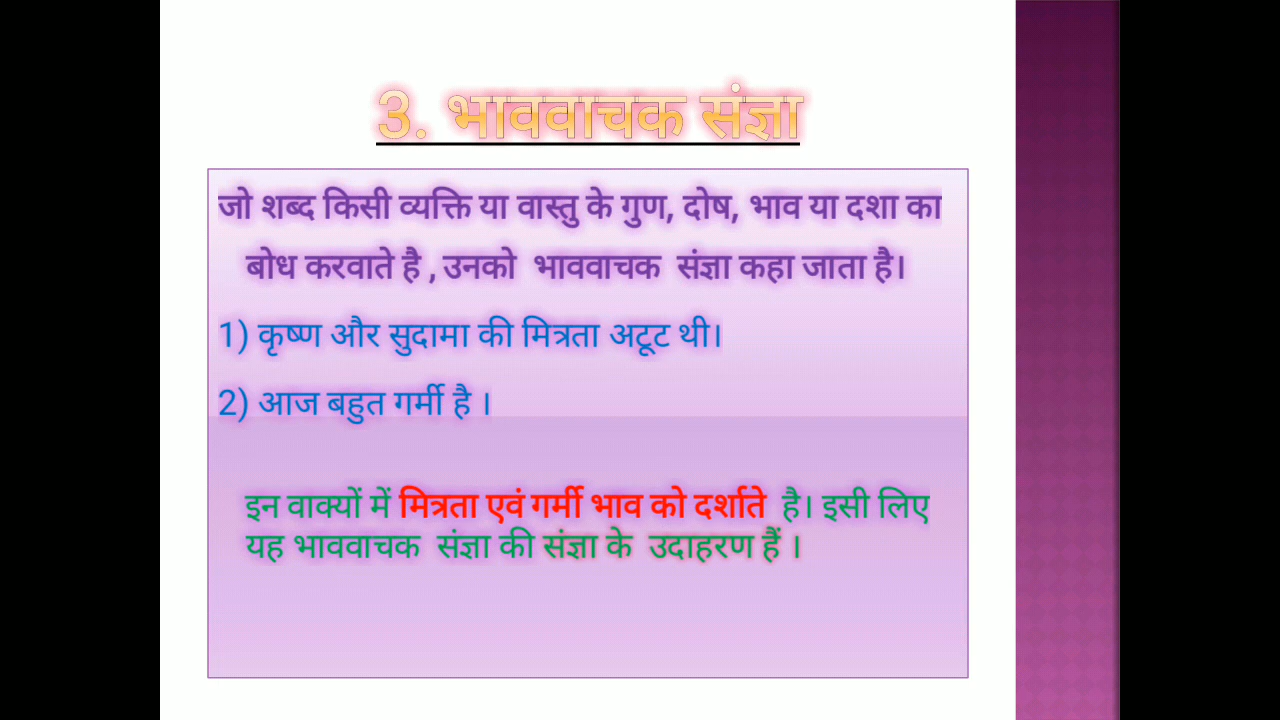 3. भाववाचक संज्ञा
जो शब्द किसी व्यक्ति या वास्तु के गुण, दोष, भाव या दशा का
बोध करवाते है , उनको भाववाचक संज्ञा कहा जाता है।
1) कृष्ण और सुदामा की मित्रता अटूट थी।
2) आज बहुत गर्मी है ।
इन वाक्यों में मित्रता एवं गर्मी भाव को दर्शाते है। इसी लिए
यह भाववाचक संज्ञा की संज्ञा के उदाहरण हैं ।